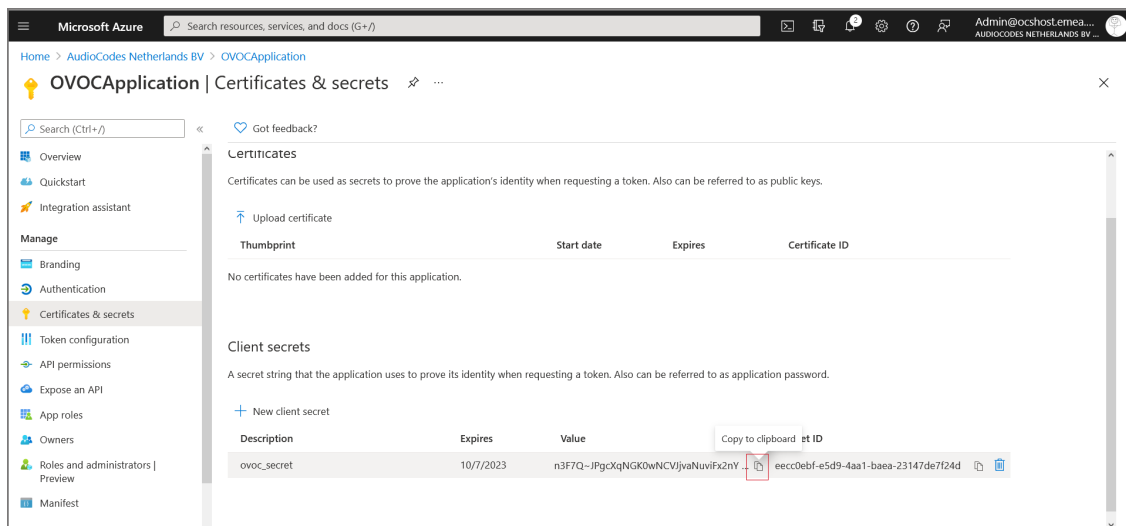 Microsoft Azure
Search resources, services, and docs (G+/)
2
Admin@ocshost.emea....
AUDIOCODES NETHERLANDS BV ...
Home > AudioCodes Netherlands BV > OVOCApplication
OVOCApplication | Certificates & secrets ...
Search (Ctrl+/)
«
Got feedback?
Overview
Quickstart
Integration assistant
Manage
Branding
Authentication
Certificates & secrets
Token configuration
API permissions
Expose an API
App roles
Owners
Roles and administrators |
Preview
Manifest
Certificates
Certificates can be used as secrets to prove the application's identity when requesting a token. Also can be referred to as public keys.
Upload certificate
Thumbprint Start date Expires Certificate ID
No certificates have been added for this application.
Client secrets
A secret string that the application uses to prove its identity when requesting a token. Also can be referred to as application password.
New client secret
Description Expires Value Copy to clipboard et ID
ovoc_secret 10/7/2023 n3F7Q~JPgcXqNGK0wNCVJjvaNuviFx2nY ... eecc0ebf-e5d9-4aa1-baea-23147de7f24d